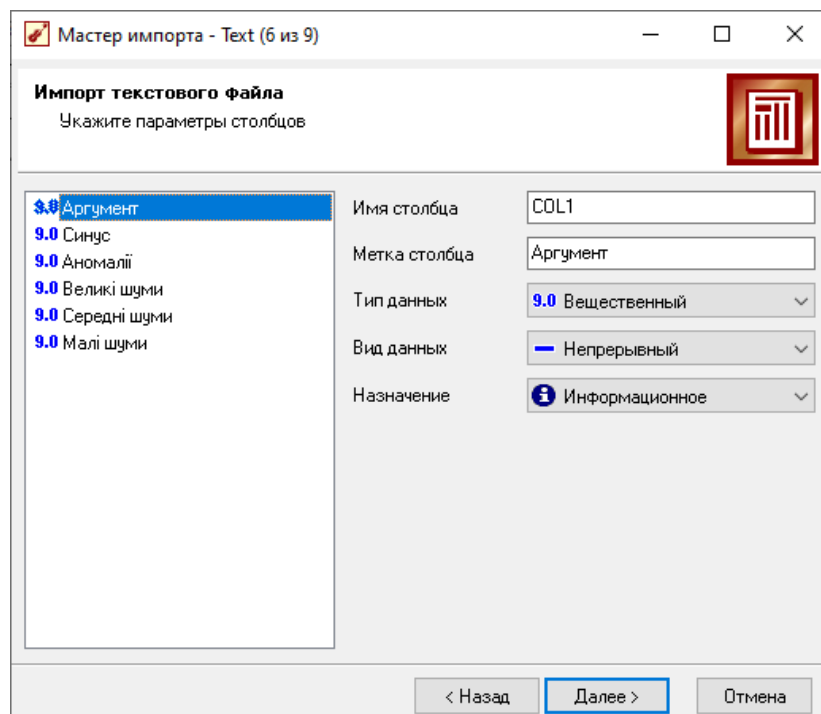 Мастер импорта - Text (6 из 9)
Импорт текстового файла
Укажите параметры столбцов
9.0 Аргумент
9.0 Синус
9.0 Аномалії
9.0 Великі шуми
9.0 Середні шуми
9.0 Малі шуми
Имя столбца COL1
Метка столбца Аргумент
Тип данных 9.0 Вещественный
Вид данных Непрерывный
Назначение Информационное
< Назад Далее > Отмена